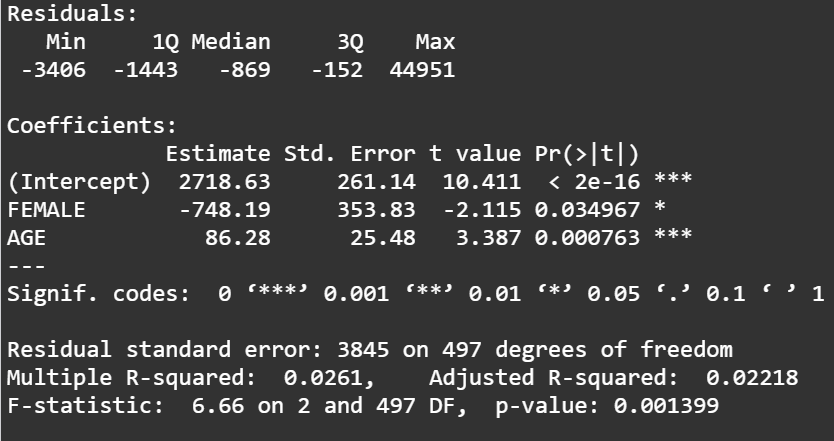 Residuals:
   Min     1Q Median     3Q    Max
 -3406  -1443   -869   -152  44951

Coefficients:
            Estimate Std. Error t value Pr(>|t|)
(Intercept)  2718.63     261.14  10.411  < 2e-16 ***
FEMALE       -748.19     353.83  -2.115 0.034967 *
AGE            86.28      25.48   3.387 0.000763 ***
---
Signif. codes:  0 ‘***’ 0.001 ‘**’ 0.01 ‘*’ 0.05 ‘.’ 0.1 ‘ ’ 1

Residual standard error: 3845 on 497 degrees of freedom
Multiple R-squared:  0.0261,    Adjusted R-squared:  0.02218
F-statistic:  6.66 on 2 and 497 DF,  p-value: 0.001399